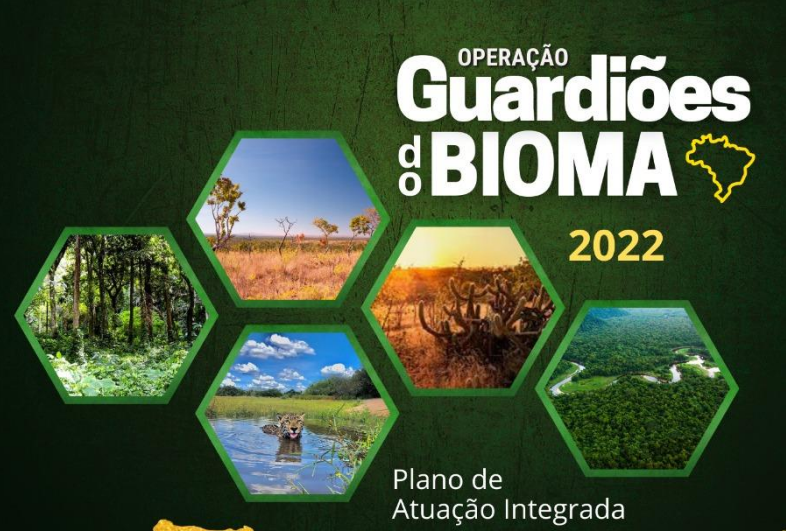 OPERAÇÃO
Guardiões
do BIOMA
2022
Plano de
Atuação Integrada